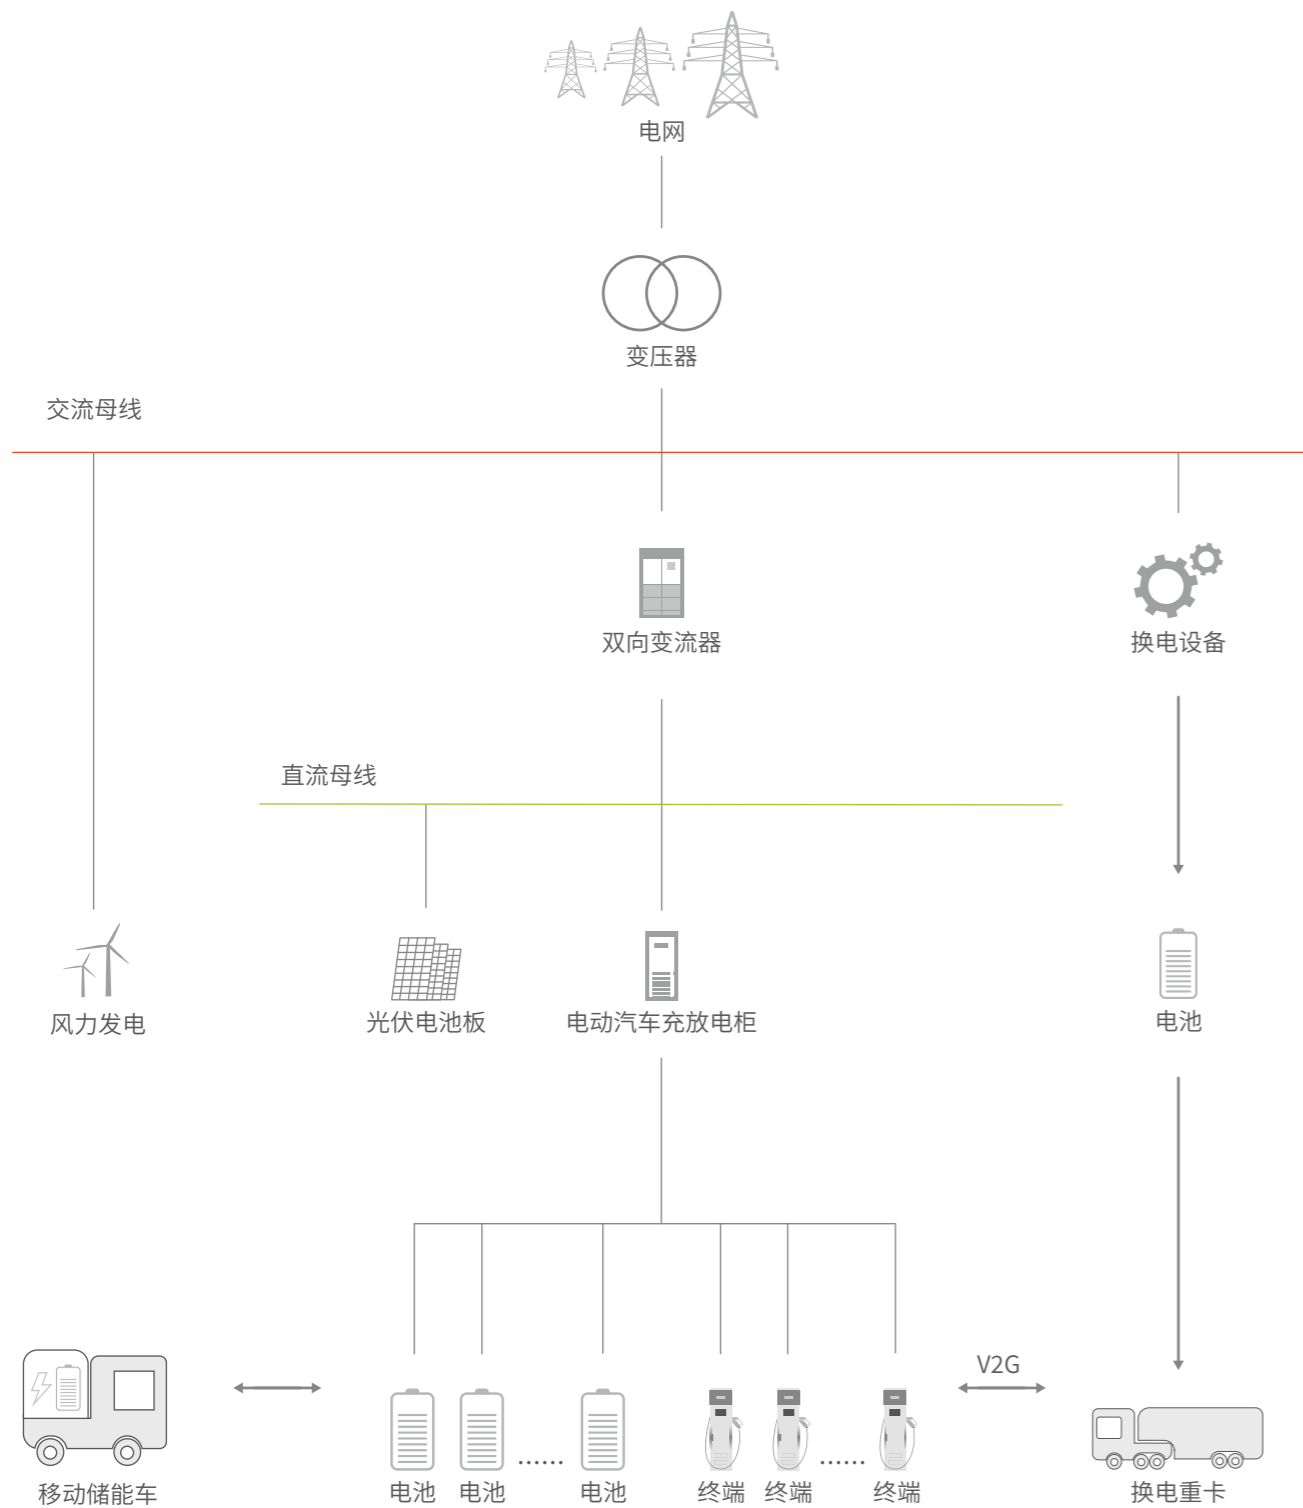 电网
变压器
交流母线
双向变流器
换电设备
直流母线
风力发电
光伏电池板
电动汽车充放电柜
电池
V2G
移动储能车
电池
电池
......
电池
终端
终端
......
终端
换电重卡